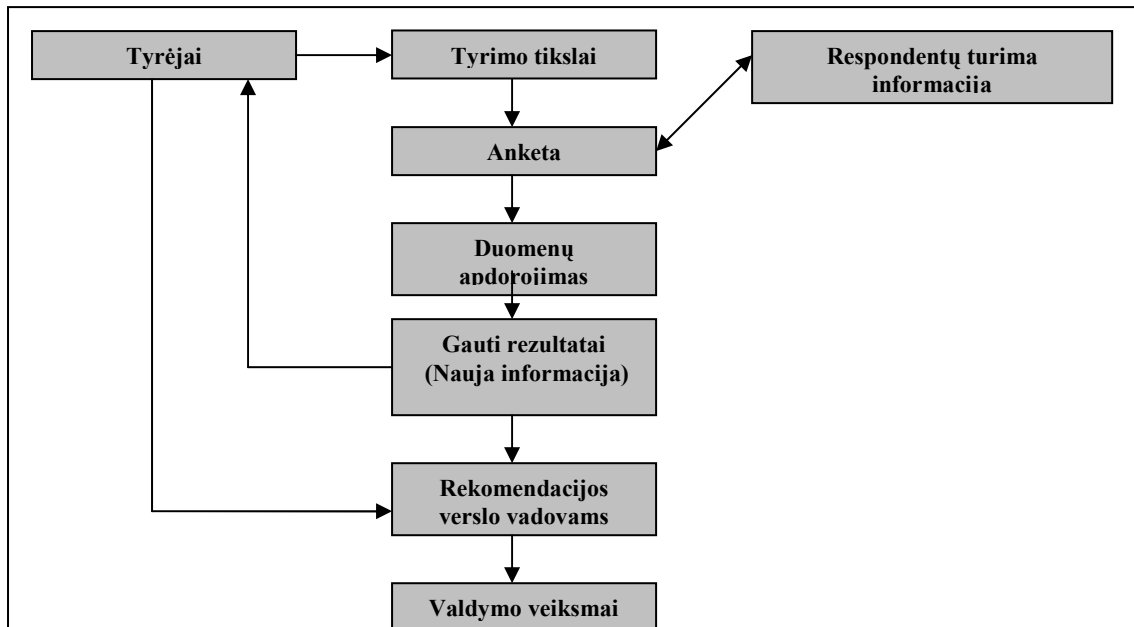 Tyrėjai
Tyrimo tikslai
Respondentų turima
informacija
Anketa
Duomenų
apdorojimas
Gauti rezultatai
(Nauja informacija)
Rekomendacijos
verslo vadovams
Valdymo veiksmai